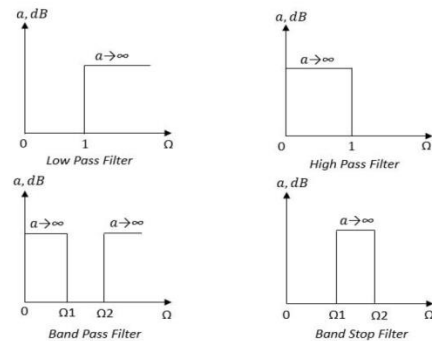 a, dB
a→∞
0
1
Ω
Low Pass Filter
a, dB
a→∞
0
1
Ω
High Pass Filter
a, dB
a→∞
a→∞
0
Ω1
Ω2
Ω
Band Pass Filter
a, dB
a→∞
0
Ω1
Ω2
Ω
Band Stop Filter